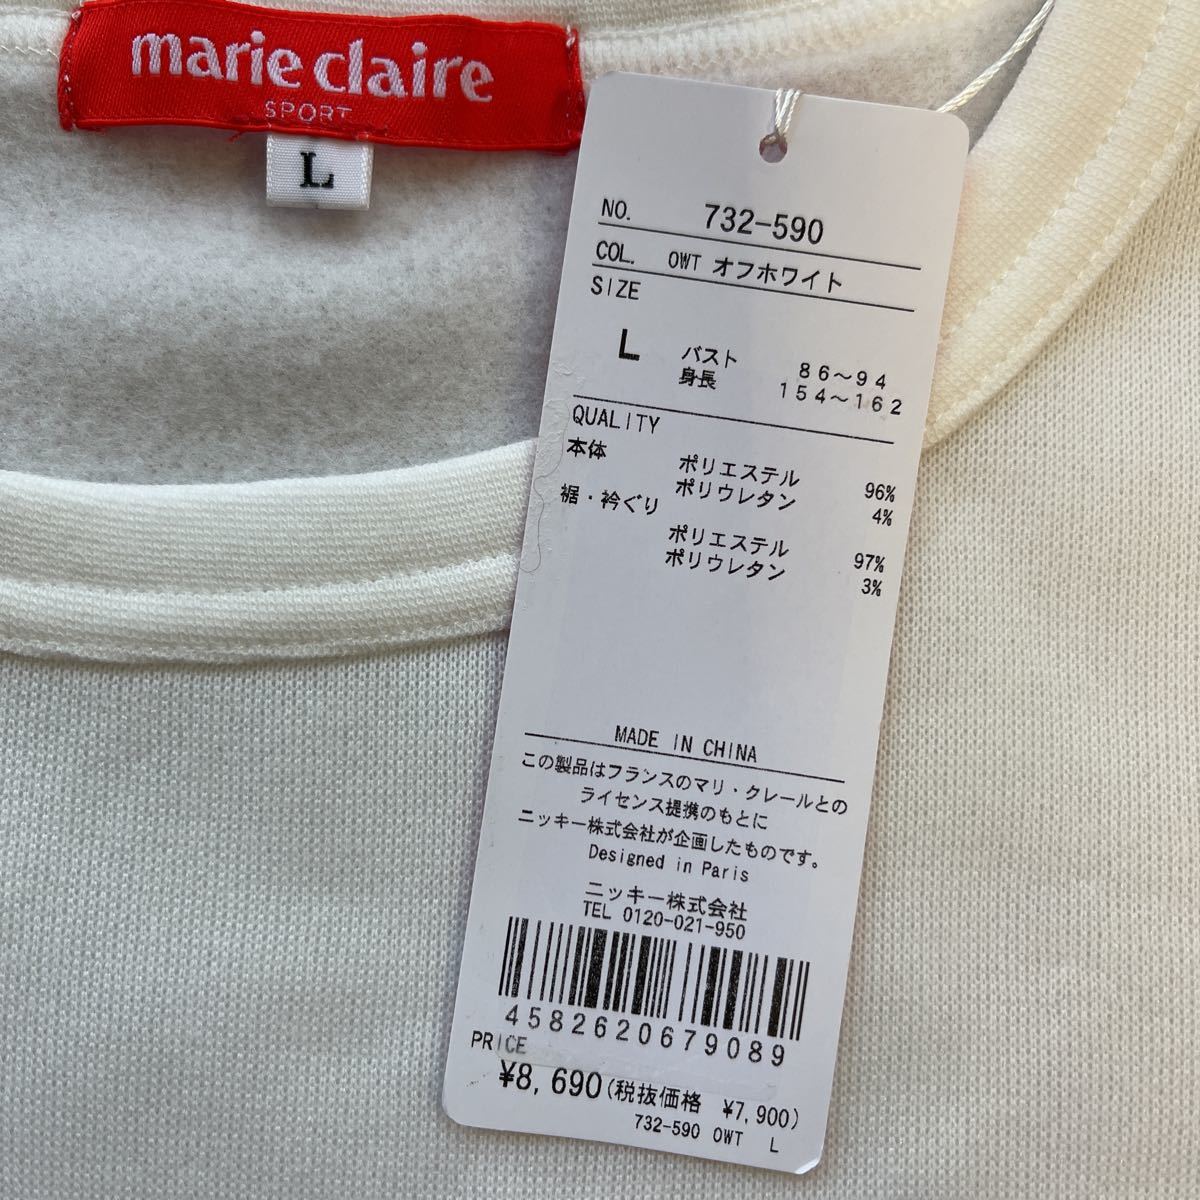 marie claire
SPORT
L
NO. 732-590
COL. OWT オフホワイト
SIZE
L バスト 86～94
身長 154～162
QUALITY
本体 ポリエステル 96%
ポリウレタン 4%
裾・衿ぐり
ポリエステル 97%
ポリウレタン 3%
MADE IN CHINA
この製品はフランスのマリ・クレールとの
ライセンス提携のもとに
ニッキー株式会社が企画したものです。
Designed in Paris
ニッキー株式会社
TEL 0120-021-950
4582620679089
PRICE
¥8,690(税抜価格 ¥7,900)
732-590 OWT L